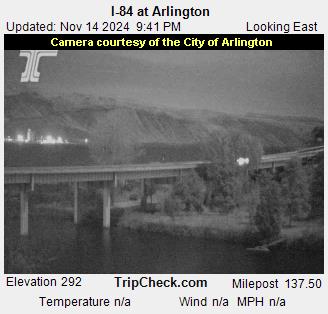 I-84 at Arlington
Updated: Nov 14 2024 9:41 PM Looking East
Camera courtesy of the City of Arlington
Elevation 292 TripCheck.com Milepost 137.50
Temperature n/a Wind n/a MPH n/a